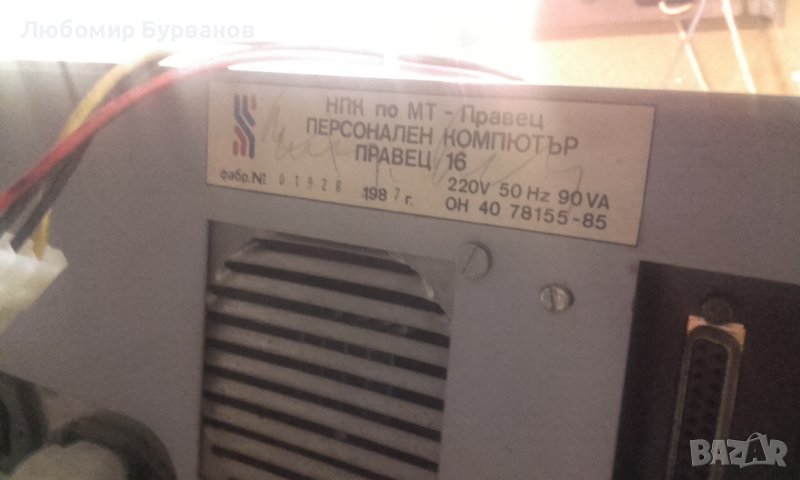 Любомир Бурванов
НПК по МТ - Правец
ПЕРСОНАЛЕН КОМПЮТЪР
ПРАВЕЦ 16
фабр.№ 01928 1987 г. 220V 50 Hz 90 VA
ОН 40 78155-85
BAZAR